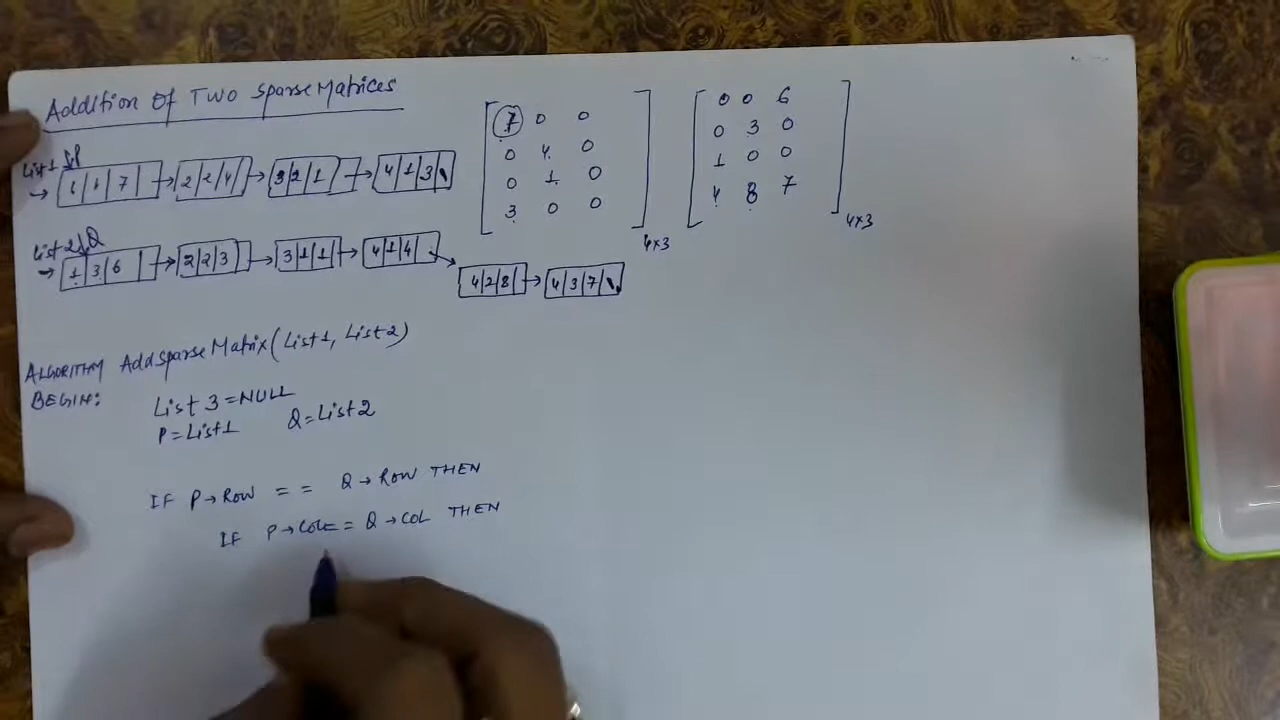 Addition of Two Sparse Matrices
List1 P
→ 1|1|7| → 2|2|4| → 3|2|1| → 4|1|3|\
List2 Q
→ 1|3|6| → 2|2|3| → 3|1|1| → 4|1|4| → 4|2|8| → 4|3|7|\
7 0 0
0 4 0
0 1 0
3 0 0
4x3
0 0 6
0 3 0
1 0 0
4 8 7
4x3
ALGORITHM AddSparseMatrix(List1, List2)
BEGIN:
List3=NULL
P=List1 Q=List2
IF P→ROW == Q→ROW THEN
IF P→COL== Q→COL THEN